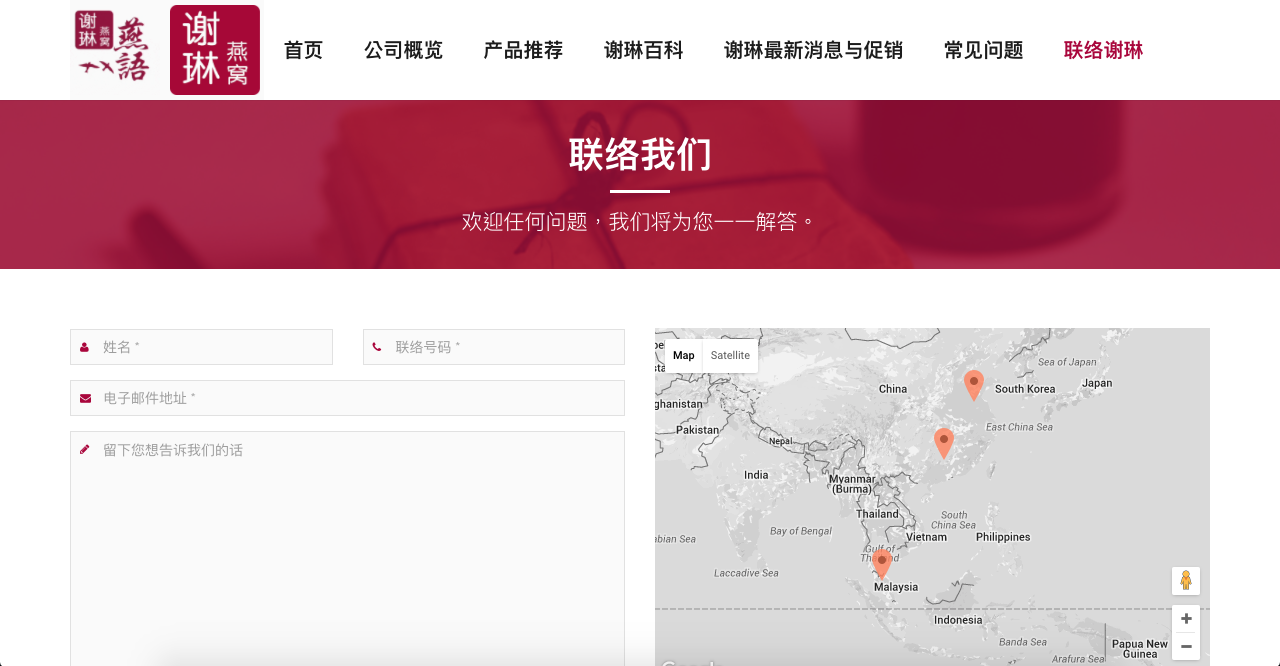 谢琳
燕窝
燕語
谢琳
燕窝
首页
公司概览
产品推荐
谢琳百科
谢琳最新消息与促销
常见问题
联络谢琳
联络我们
欢迎任何问题，我们将为您一一解答。
姓名 *
联络号码 *
电子邮件地址 *
留下您想告诉我们的话
Map
Satellite
Sea of Japan
China
South Korea
Japan
ghanistan
Pakistan
East China Sea
Nepal
India
Myanmar
(Burma)
Thailand
South
China Sea
Bay of Bengal
abian Sea
Vietnam
Philippines
Gulf of
Laccadive Sea
Malaysia
Indonesia
Banda Sea
Papua New
Guinea
Arafura Sea